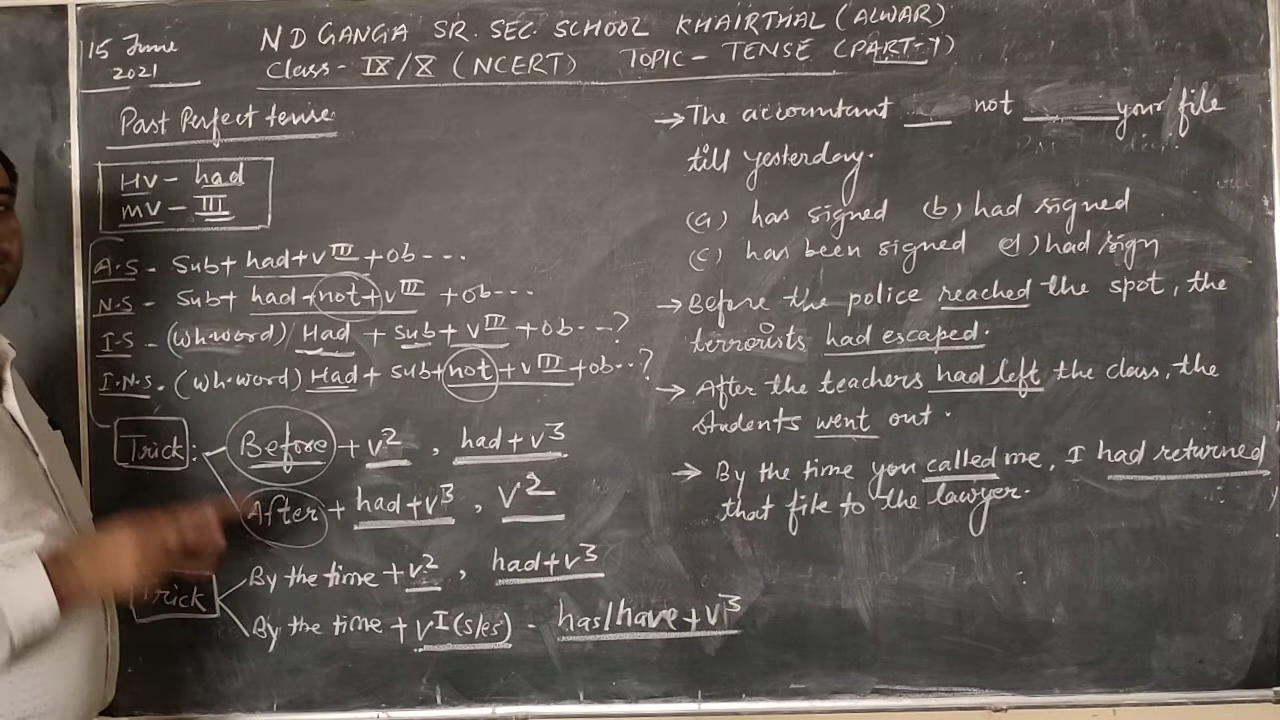 15 June
2021
N D GANGA SR. SEC. SCHOOL KHAIRTHAL (ALWAR)
Class - IX/X (NCERT) TOPIC - TENSE (PART-1)
Past Perfect tense
HV - had
MV - III
A.S - Sub + had + V III + ob - - -
N.S - Sub + had + not + V III + ob - - -
I.S - (wh-word) / Had + sub + V III + ob - - - ?
I.N.S. (wh-word) Had + sub + not + V III + ob - - ?
Trick :- Before + V², had + V³
After + had + V³, V²
Trick
By the time + V², had + V³
By the time + V I (s/es) - has/have + V³
→ The accountant ___ not ______ your file
till yesterday.
(a) has signed (b) had signed
(c) has been signed d) had sign
→ Before the police reached the spot, the
terrorists had escaped.
→ After the teachers had left the class, the
students went out.
→ By the time you called me, I had returned
that file to the lawyer.